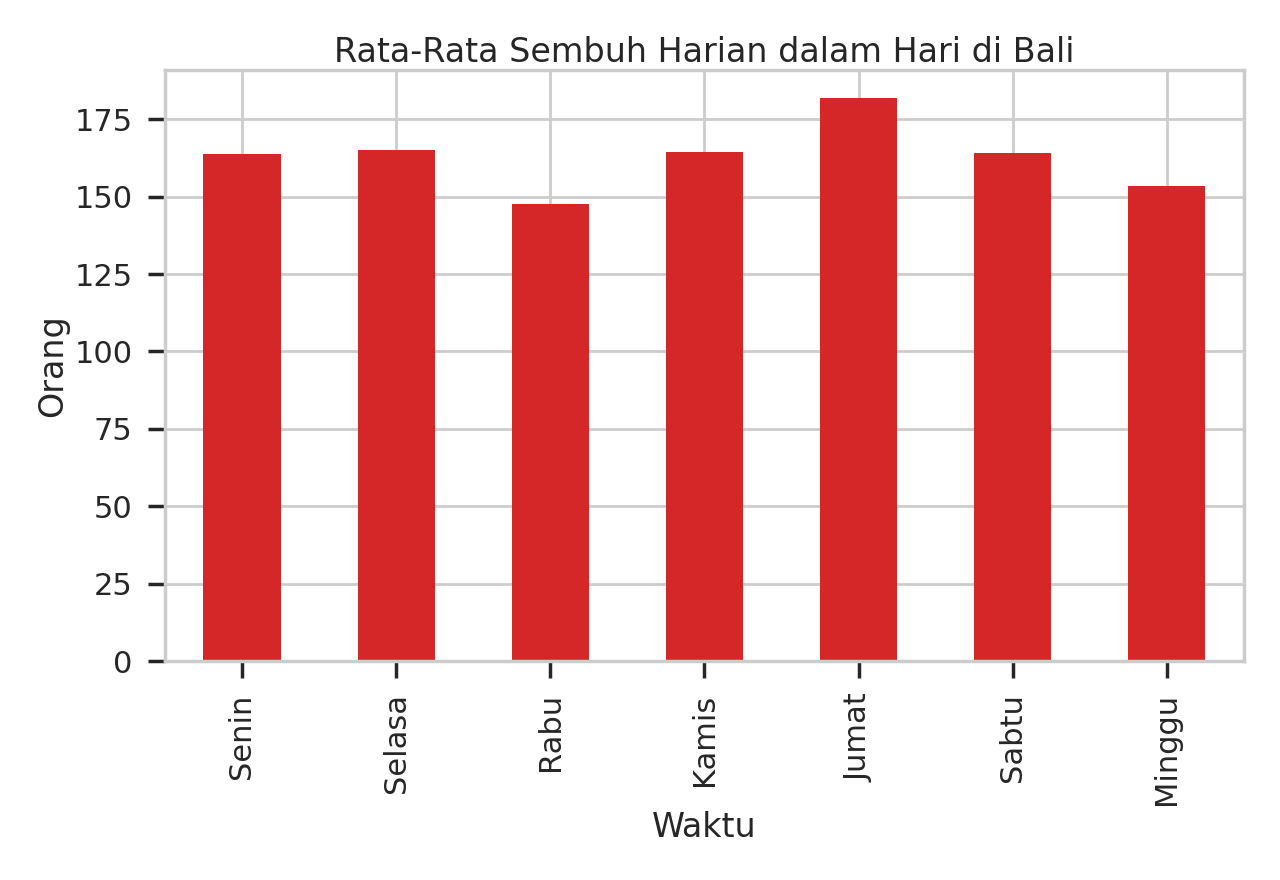 Rata-Rata Sembuh Harian dalam Hari di Bali
Orang
175
150
125
100
75
50
25
0
Senin
Selasa
Rabu
Kamis
Jumat
Sabtu
Minggu
Waktu